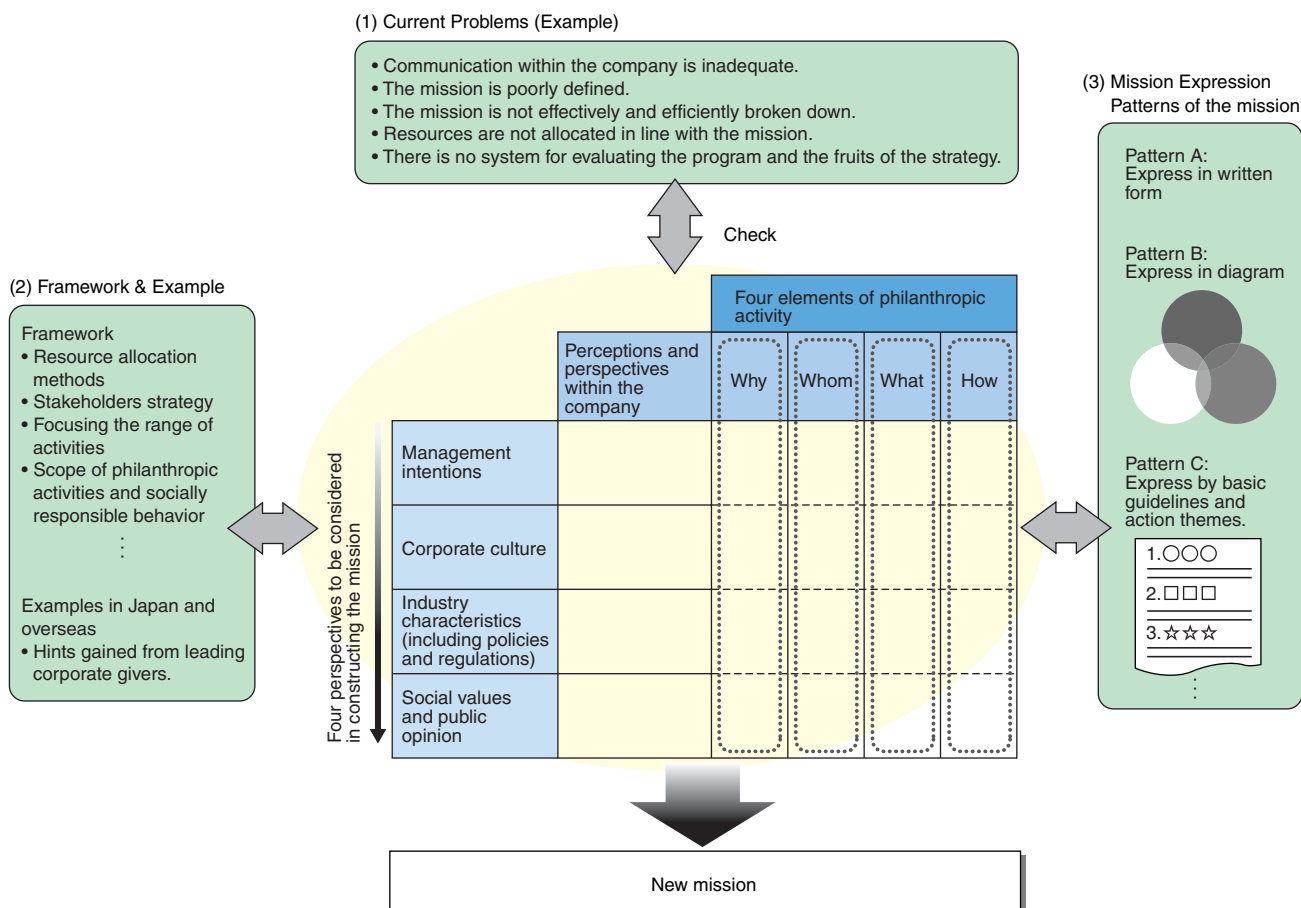 (1) Current Problems (Example)
• Communication within the company is inadequate.
• The mission is poorly defined.
• The mission is not effectively and efficiently broken down.
• Resources are not allocated in line with the mission.
• There is no system for evaluating the program and the fruits of the strategy.
Check
(2) Framework & Example
Framework
• Resource allocation
methods
• Stakeholders strategy
• Focusing the range of
activities
• Scope of philanthropic
activities and socially
responsible behavior
⋮
Examples in Japan and
overseas
• Hints gained from leading
corporate givers.
Four perspectives to be considered
in constructing the mission
Four elements of philanthropic
activity
Perceptions and
perspectives
within the
company
Why
Whom
What
How
Management
intentions
Corporate culture
Industry
characteristics
(including policies
and regulations)
Social values
and public
opinion
(3) Mission Expression
Patterns of the mission
Pattern A:
Express in written
form
Pattern B:
Express in diagram
Pattern C:
Express by basic
guidelines and
action themes.
1.○○○
2.□□□
3.☆☆☆
⋮
New mission